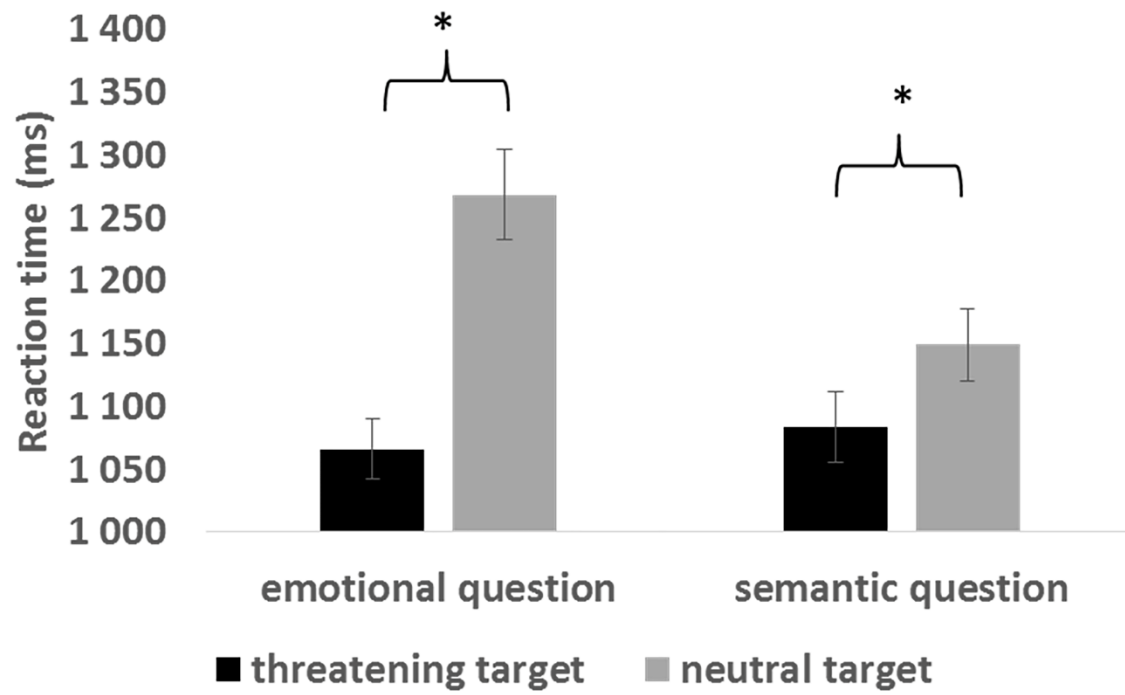 1 400
1 350
1 300
1 250
1 200
1 150
1 100
1 050
1 000
Reaction time (ms)
*
*
emotional question
semantic question
threatening target
neutral target